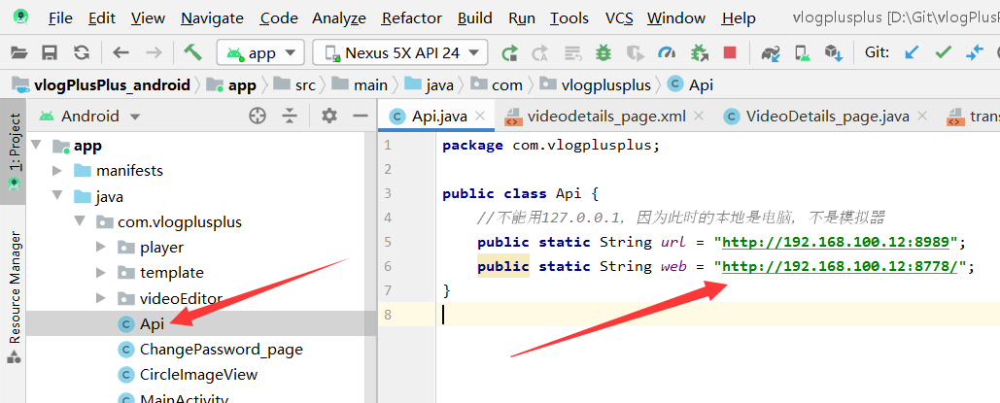 File Edit View Navigate Code Analyze Refactor Build Run Tools VCS Window Help vlogplusplus [D:\Git\vlogPlusPlus
app Nexus 5X API 24 Git:
vlogPlusPlus_android app src main java com vlogplusplus Api
1: Project
Resource Manager
Android
app
manifests
java
com.vlogplusplus
player
template
videoEditor
Api
ChangePassword_page
CircleImageView
MainActivity
Api.java videodetails_page.xml VideoDetails_page.java tran
1 package com.vlogplusplus;
2
3 public class Api {
4 //不能用127.0.0.1, 因为此时的本地是电脑, 不是模拟器
5 public static String url = "http://192.168.100.12:8989";
6 public static String web = "http://192.168.100.12:8778/";
7 }
8